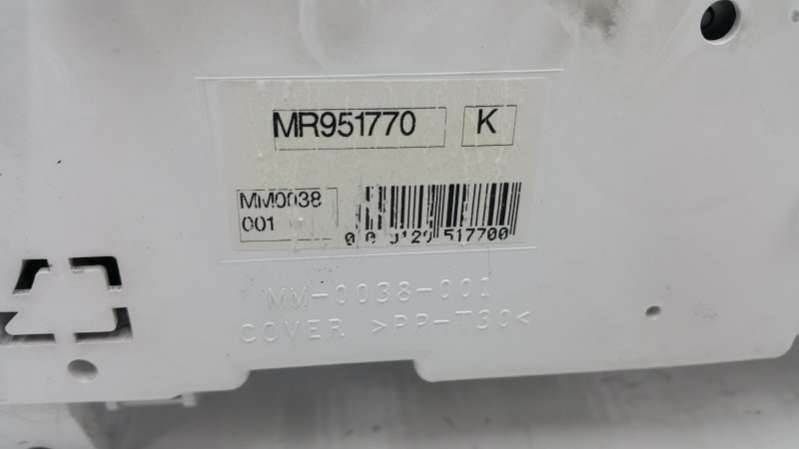 MR951770 K
MM0038
001
517700
MM-0038-001
COVER >PP-T30<